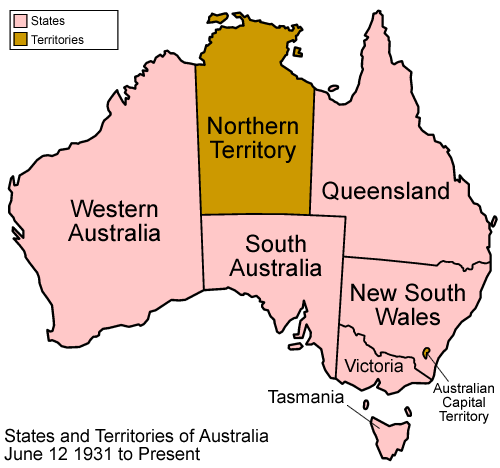 States
Territories
Northern
Territory
Queensland
Western
Australia
South
Australia
New South
Wales
Victoria
Australian
Capital
Territory
Tasmania
States and Territories of Australia
June 12 1931 to Present